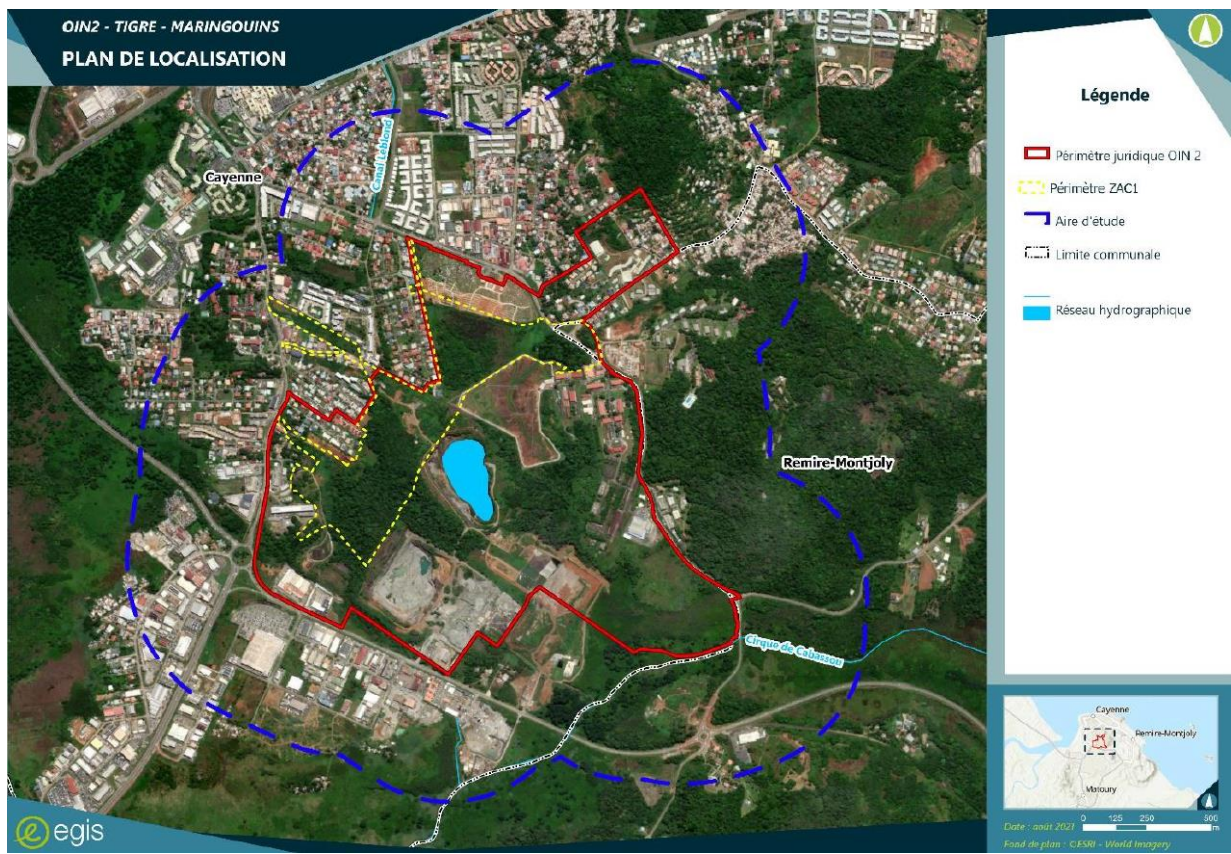 OIN2 - TIGRE - MARINGOUINS
PLAN DE LOCALISATION
Canal Leblond
Cayenne
Remire-Montjoly
Cirque de Cabassou
egis
Légende
Périmètre juridique OIN 2
Périmètre ZAC1
Aire d'étude
Limite communale
Réseau hydrographique
Cayenne
Remire-Montjoly
Matoury
Date : août 2021
0 125 250 500
m
Fond de plan : ©ESRI - World Imagery